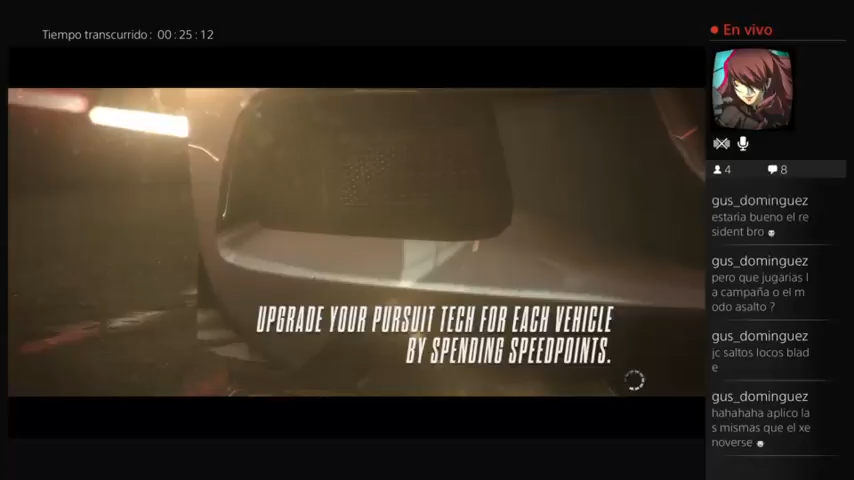 Tiempo transcurrido: 00:25:12
En vivo
4
8
UPGRADE YOUR PURSUIT TECH FOR EACH VEHICLE
BY SPENDING SPEEDPOINTS.
gus_dominguez
estaria bueno el re
sident bro
gus_dominguez
pero que jugarias l
a campaña o el m
odo asalto ?
gus_dominguez
jc saltos locos blad
e
gus_dominguez
hahahaha aplico la
s mismas que el xe
noverse